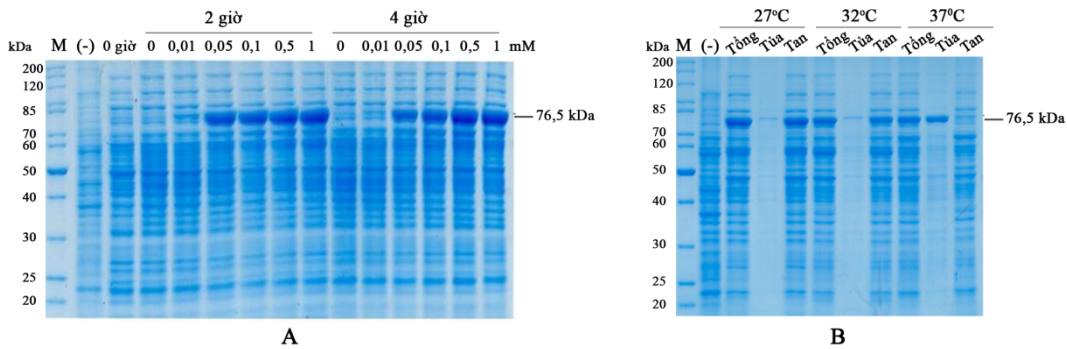 2 giờ 4 giờ
kDa M (-) 0 giờ 0 0,01 0,05 0,1 0,5 1 0 0,01 0,05 0,1 0,5 1 mM
200
120
85
70
60
50
40
30
25
20
76,5 kDa
A
27°C 32°C 37°C
kDa M (-) Tổng Tủa Tan Tổng Tủa Tan Tổng Tủa Tan
200
120
85
70
60
50
40
30
25
20
76,5 kDa
B